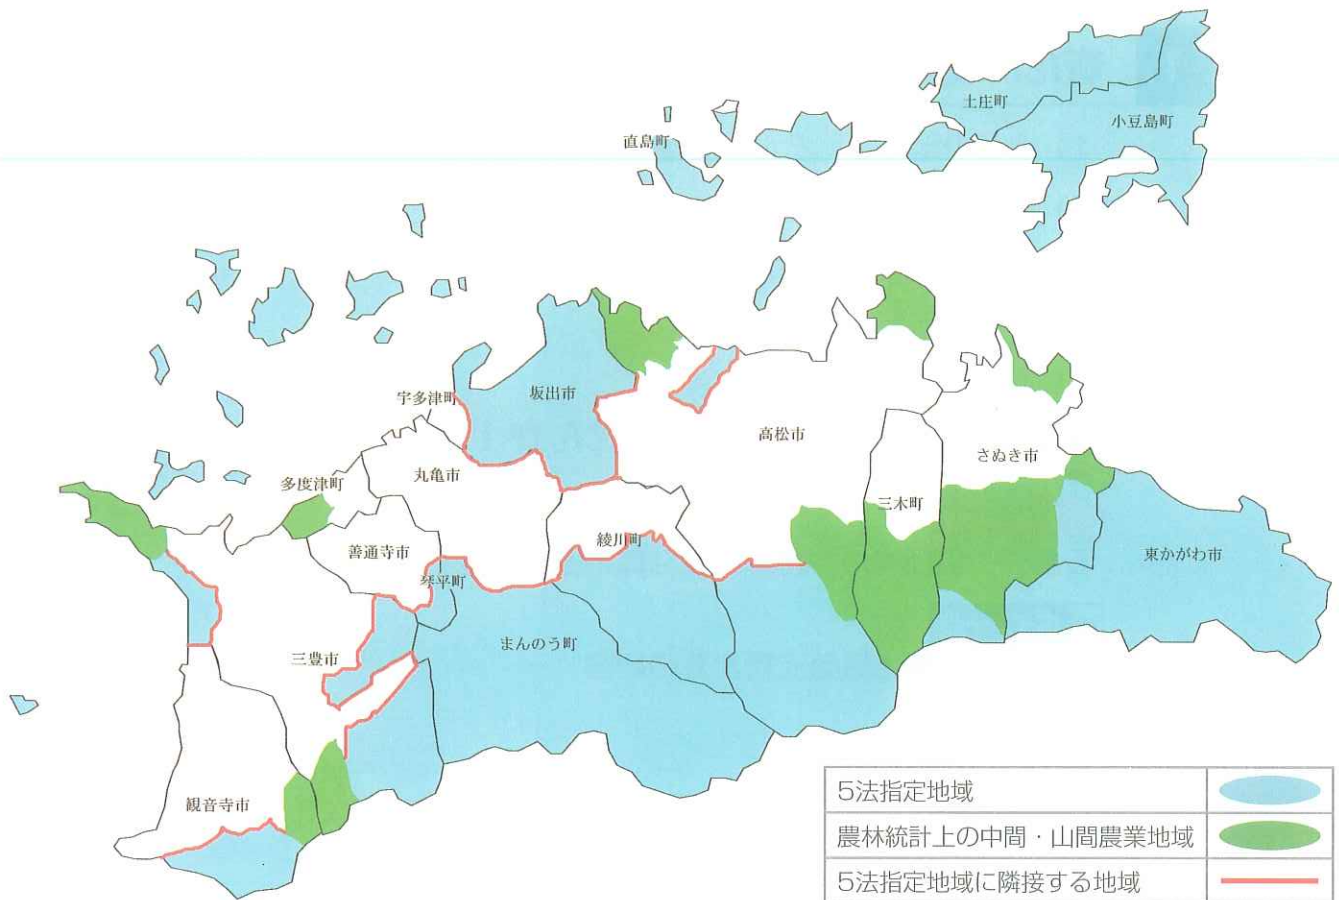 土庄町
小豆島町
直島町
宇多津町
坂出市
高松市
さぬき市
多度津町
丸亀市
三木町
善通寺市
綾川町
東かがわ市
琴平町
まんのう町
三豊市
観音寺市
5法指定地域
農林統計上の中間・山間農業地域
5法指定地域に隣接する地域